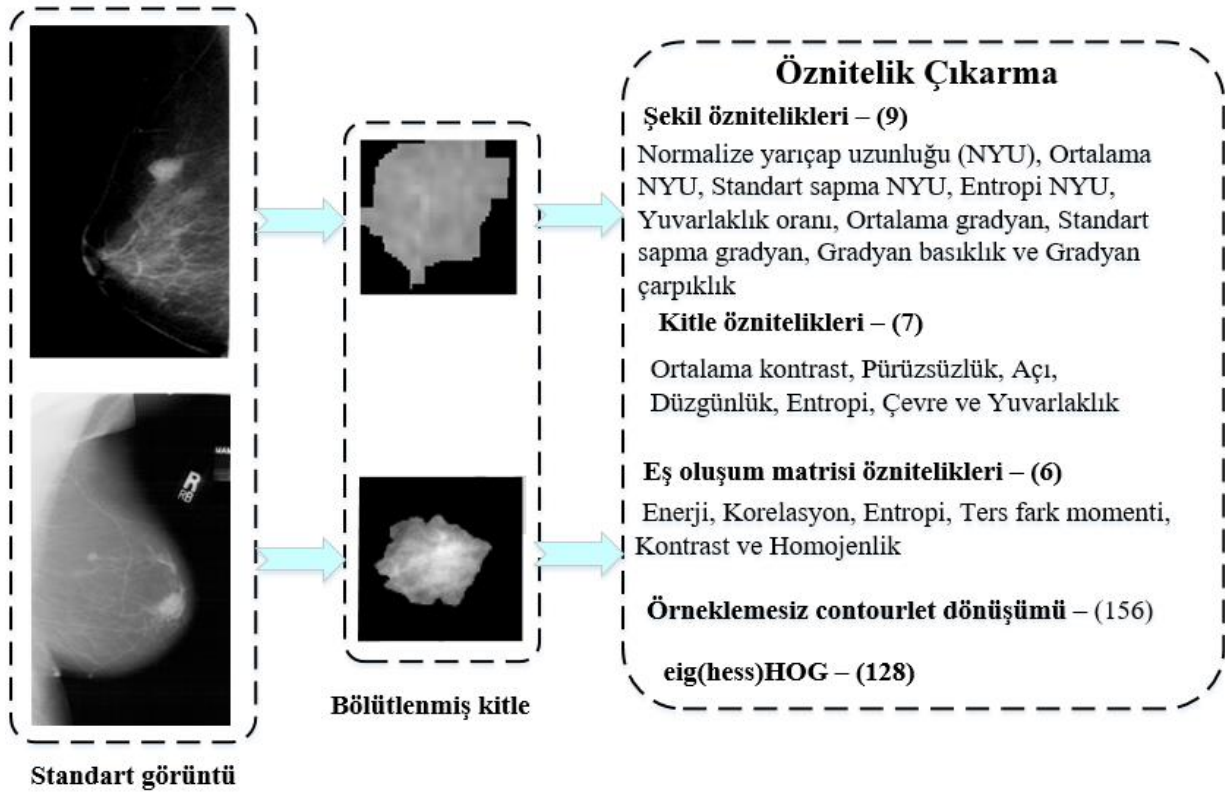 Öznitelik Çıkarma
Şekil öznitelikleri – (9)
Normalize yarıçap uzunluğu (NYU), Ortalama
NYU, Standart sapma NYU, Entropi NYU,
Yuvarlaklık oranı, Ortalama gradyan, Standart
sapma gradyan, Gradyan basıklık ve Gradyan
çarpıklık
Kitle öznitelikleri – (7)
Ortalama kontrast, Pürüzsüzlük, Açı,
Düzgünlük, Entropi, Çevre ve Yuvarlaklık
Eş oluşum matrisi öznitelikleri – (6)
Enerji, Korelasyon, Entropi, Ters fark momenti,
Kontrast ve Homojenlik
Örneklemesiz contourlet dönüşümü – (156)
eig(hess)HOG – (128)
R
RB
Bölütlenmiş kitle
Standart görüntü